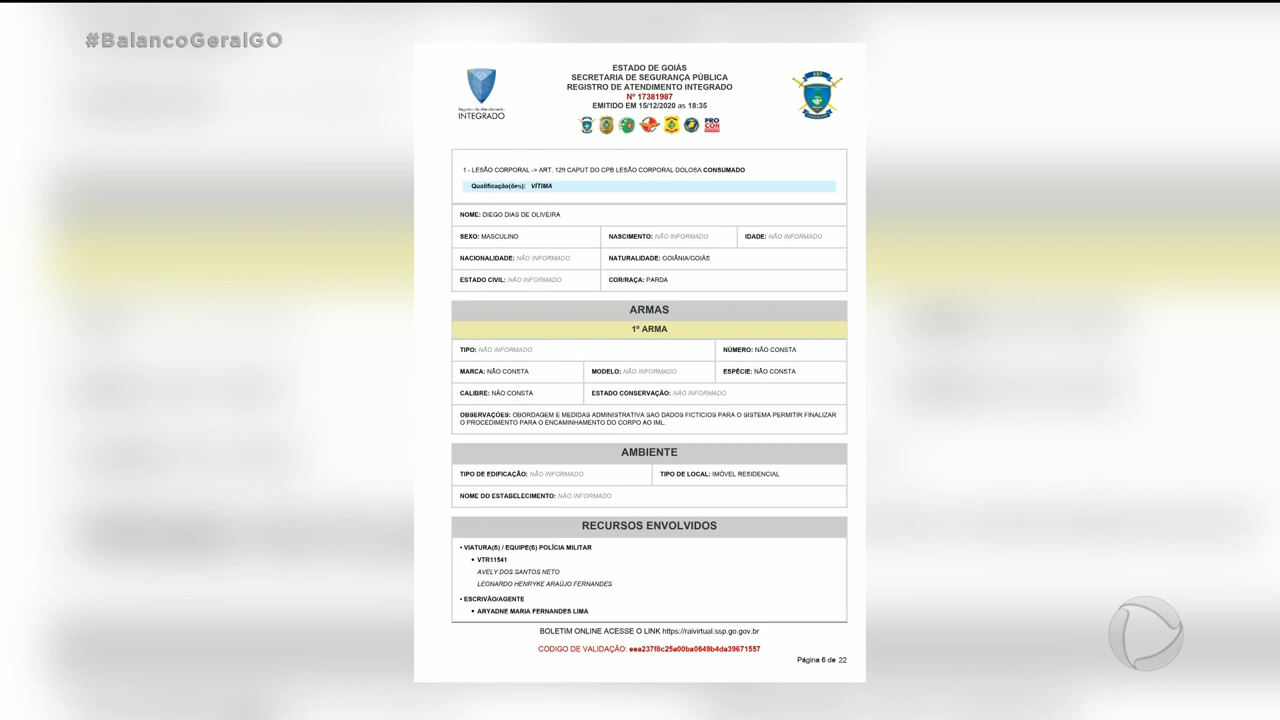 #BalancoGeralGO
ESTADO DE GOIÁS
SECRETARIA DE SEGURANÇA PÚBLICA
REGISTRO DE ATENDIMENTO INTEGRADO
Nº 17381987
EMITIDO EM 15/12/2020 as 18:35
Registro de Atendimento
INTEGRADO
SSP
PRO
CON
1 - LESÃO CORPORAL -> ART. 129 CAPUT DO CPB LESÃO CORPORAL DOLOSA CONSUMADO
Qualificação(ões): VÍTIMA
NOME: DIEGO DIAS DE OLIVEIRA
SEXO: MASCULINO NASCIMENTO: NÃO INFORMADO IDADE: NÃO INFORMADO
NACIONALIDADE: NÃO INFORMADO NATURALIDADE: GOIÂNIA/GOIÁS
ESTADO CIVIL: NÃO INFORMADO COR/RAÇA: PARDA
ARMAS
1º ARMA
TIPO: NÃO INFORMADO NÚMERO: NÃO CONSTA
MARCA: NÃO CONSTA MODELO: NÃO INFORMADO ESPÉCIE: NÃO CONSTA
CALIBRE: NÃO CONSTA ESTADO CONSERVAÇÃO: NÃO INFORMADO
OBSERVAÇÕES: OBORDAGEM E MEDIDAS ADMINISTRATIVA SAO DADOS FICTICIOS PARA O SISTEMA PERMITIR FINALIZAR
O PROCEDIMENTO PARA O ENCAMINHAMENTO DO CORPO AO IML.
AMBIENTE
TIPO DE EDIFICAÇÃO: NÃO INFORMADO TIPO DE LOCAL: IMÓVEL RESIDENCIAL
NOME DO ESTABELECIMENTO: NÃO INFORMADO
RECURSOS ENVOLVIDOS
• VIATURA(S) / EQUIPE(S) POLÍCIA MILITAR
• VTR11541
AVELY DOS SANTOS NETO
LEONARDO HENRYKE ARAÚJO FERNANDES
• ESCRIVÃO/AGENTE
• ARYADNE MARIA FERNANDES LIMA
BOLETIM ONLINE ACESSE O LINK https://raivirtual.ssp.go.gov.br
CÓDIGO DE VALIDAÇÃO: eea237f8c25a00ba0649b4da39671557
Página 6 de 22